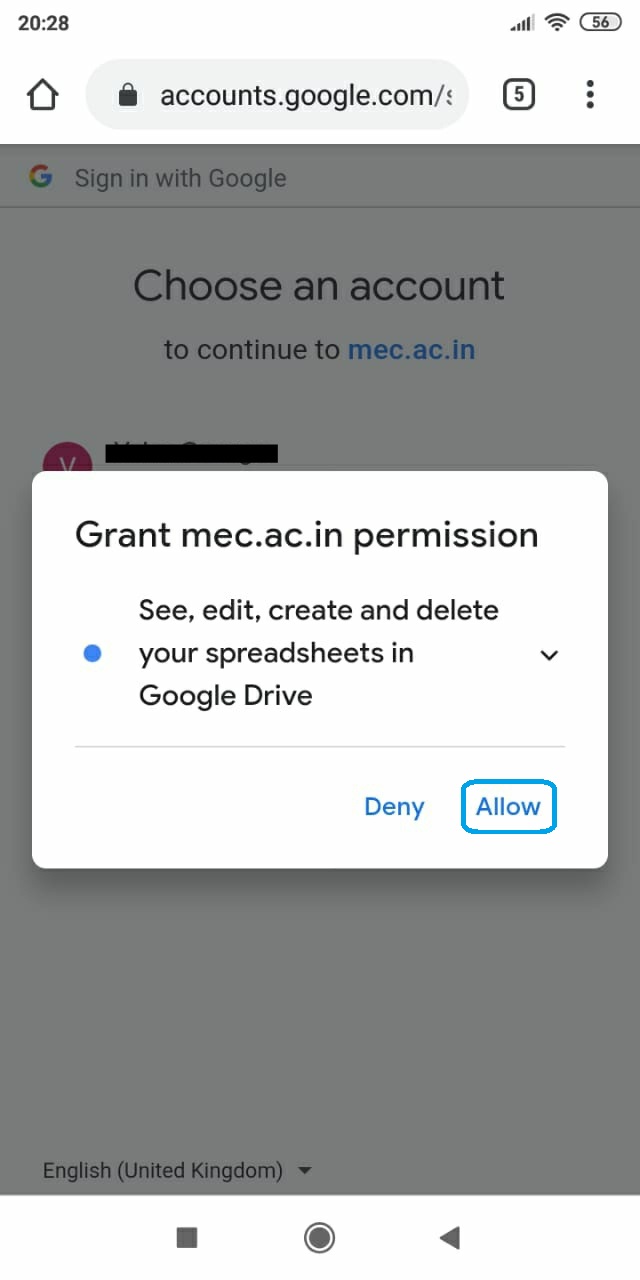 20:28
56
accounts.google.com/s
5
Sign in with Google
Choose an account
to continue to mec.ac.in
V
Grant mec.ac.in permission
See, edit, create and delete
your spreadsheets in
Google Drive
Deny
Allow
English (United Kingdom)